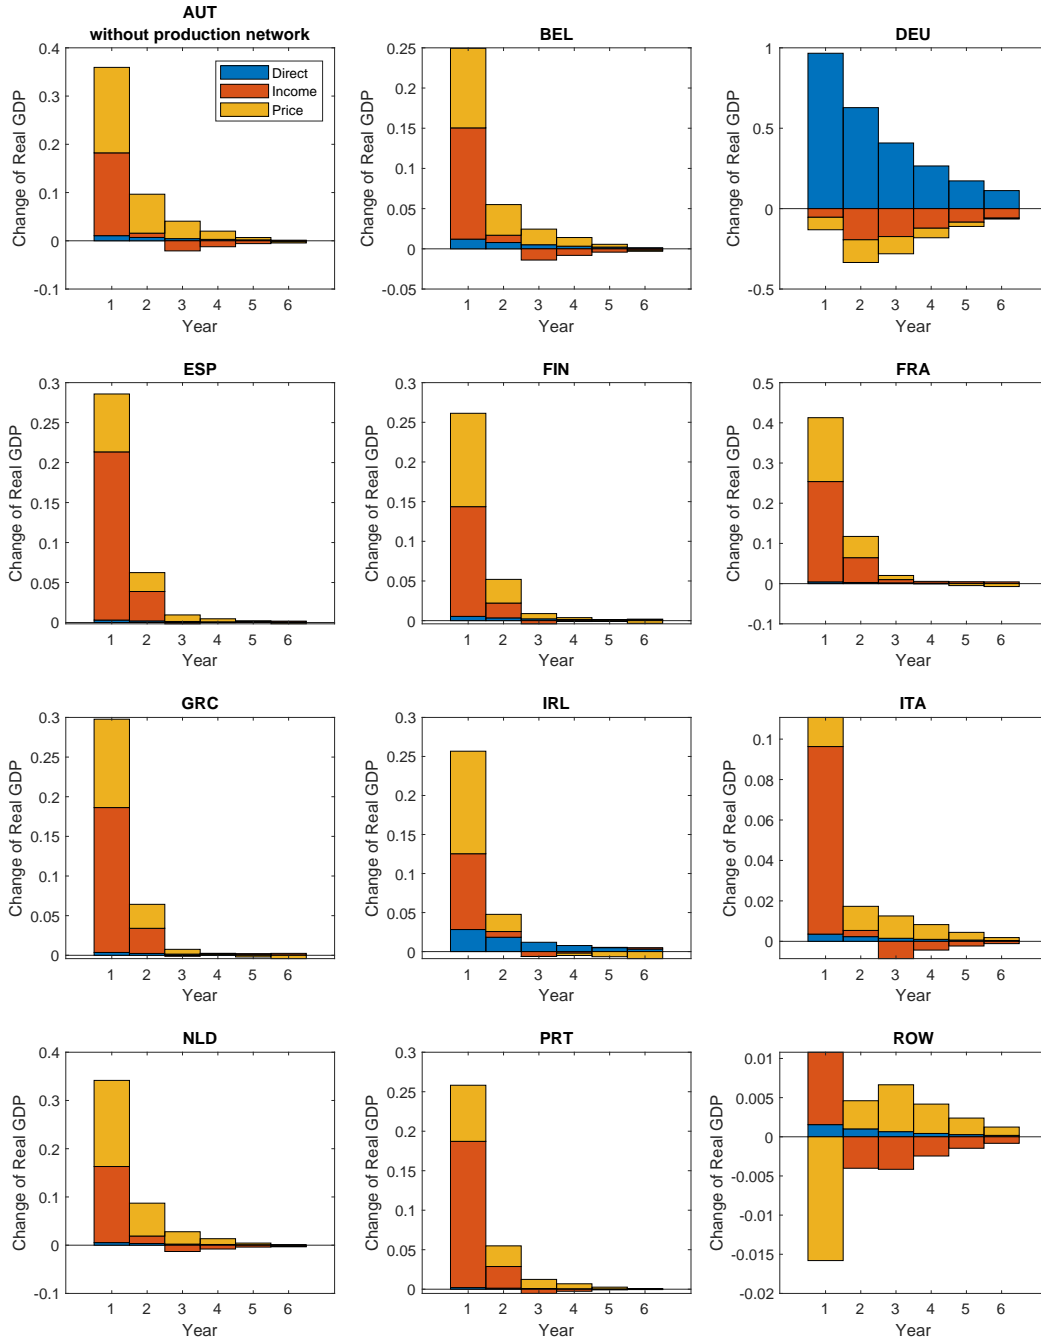 AUT
without production network
0.4
0.3
0.2
0.1
0
-0.1
Change of Real GDP
Direct
Income
Price
1 2 3 4 5 6
Year
BEL
0.25
0.2
0.15
0.1
0.05
0
-0.05
Change of Real GDP
1 2 3 4 5 6
Year
DEU
1
0.5
0
-0.5
Change of Real GDP
1 2 3 4 5 6
Year
ESP
0.3
0.25
0.2
0.15
0.1
0.05
0
Change of Real GDP
1 2 3 4 5 6
Year
FIN
0.3
0.25
0.2
0.15
0.1
0.05
0
Change of Real GDP
1 2 3 4 5 6
Year
FRA
0.5
0.4
0.3
0.2
0.1
0
-0.1
Change of Real GDP
1 2 3 4 5 6
Year
GRC
0.3
0.25
0.2
0.15
0.1
0.05
0
Change of Real GDP
1 2 3 4 5 6
Year
IRL
0.3
0.25
0.2
0.15
0.1
0.05
0
Change of Real GDP
1 2 3 4 5 6
Year
ITA
0.1
0.08
0.06
0.04
0.02
0
Change of Real GDP
1 2 3 4 5 6
Year
NLD
0.4
0.3
0.2
0.1
0
-0.1
Change of Real GDP
1 2 3 4 5 6
Year
PRT
0.3
0.25
0.2
0.15
0.1
0.05
0
Change of Real GDP
1 2 3 4 5 6
Year
ROW
0.01
0.005
0
-0.005
-0.01
-0.015
-0.02
Change of Real GDP
1 2 3 4 5 6
Year